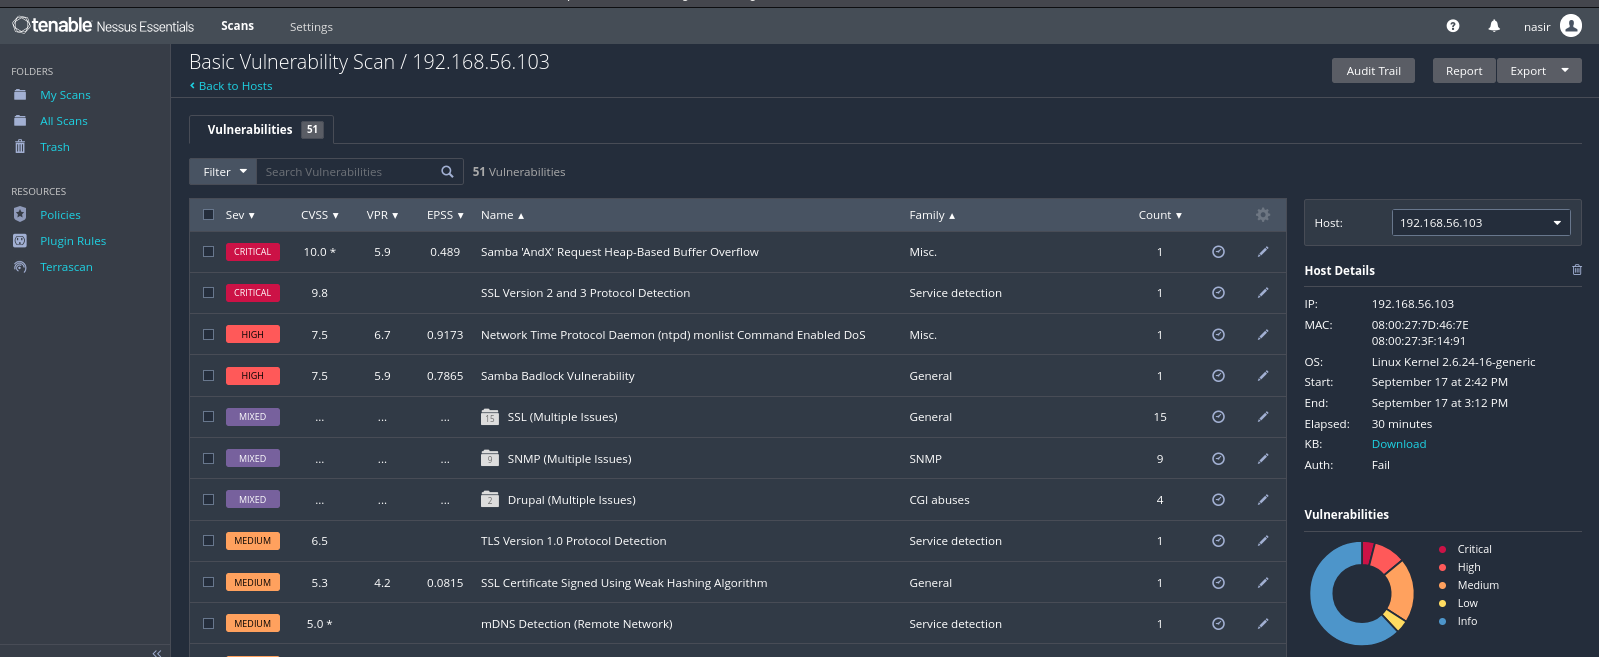 tenable Nessus Essentials Scans Settings nasir
FOLDERS
My Scans
All Scans
Trash
RESOURCES
Policies
Plugin Rules
Terrascan
Basic Vulnerability Scan / 192.168.56.103
Back to Hosts
Audit Trail Report Export
Vulnerabilities 51
Filter Search Vulnerabilities 51 Vulnerabilities
Sev CVSS VPR EPSS Name Family Count
CRITICAL 10.0 * 5.9 0.489 Samba 'AndX' Request Heap-Based Buffer Overflow Misc. 1
CRITICAL 9.8 SSL Version 2 and 3 Protocol Detection Service detection 1
HIGH 7.5 6.7 0.9173 Network Time Protocol Daemon (ntpd) monlist Command Enabled DoS Misc. 1
HIGH 7.5 5.9 0.7865 Samba Badlock Vulnerability General 1
MIXED ... ... ... 15 SSL (Multiple Issues) General 15
MIXED ... ... ... 9 SNMP (Multiple Issues) SNMP 9
MIXED ... ... ... 2 Drupal (Multiple Issues) CGI abuses 4
MEDIUM 6.5 TLS Version 1.0 Protocol Detection Service detection 1
MEDIUM 5.3 4.2 0.0815 SSL Certificate Signed Using Weak Hashing Algorithm General 1
MEDIUM 5.0 * mDNS Detection (Remote Network) Service detection 1
Host: 192.168.56.103
Host Details
IP: 192.168.56.103
MAC: 08:00:27:7D:46:7E
08:00:27:3F:14:91
OS: Linux Kernel 2.6.24-16-generic
Start: September 17 at 2:42 PM
End: September 17 at 3:12 PM
Elapsed: 30 minutes
KB: Download
Auth: Fail
Vulnerabilities
Critical
High
Medium
Low
Info